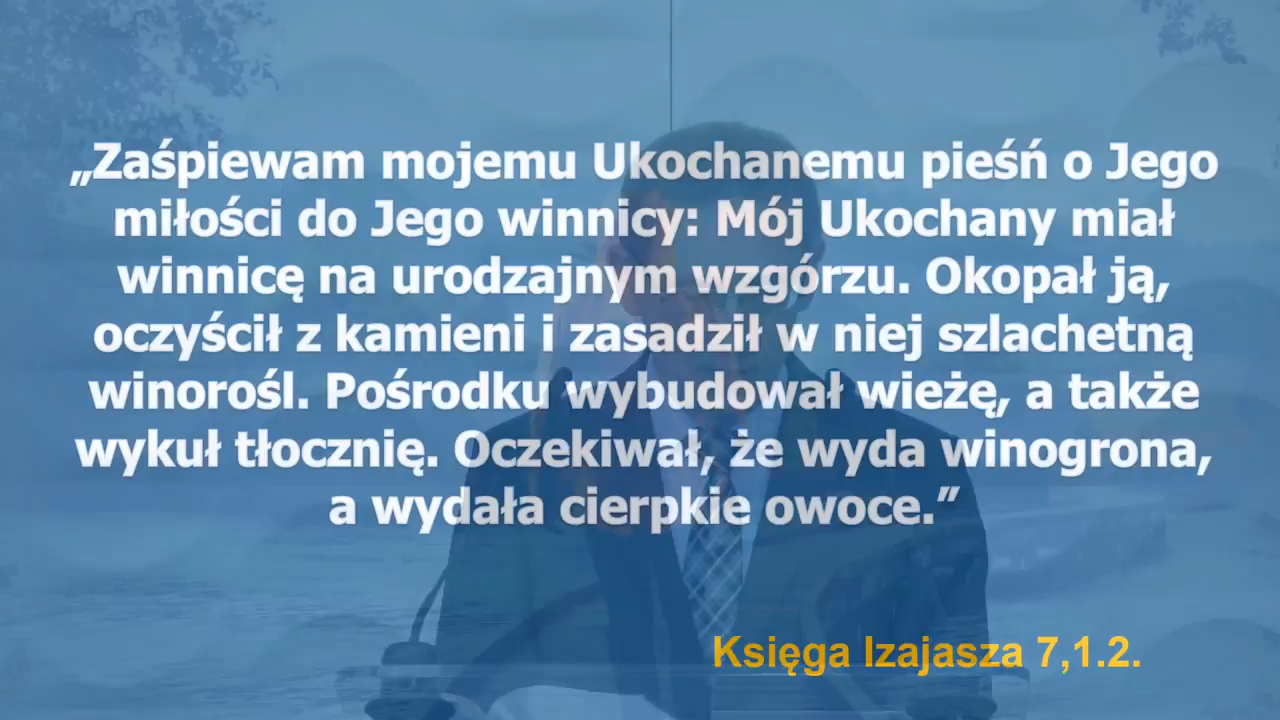 „Zaśpiewam mojemu Ukochanemu pieśń o Jego
miłości do Jego winnicy: Mój Ukochany miał
winnicę na urodzajnym wzgórzu. Okopał ją,
oczyścił z kamieni i zasadził w niej szlachetną
winorośl. Pośrodku wybudował wieżę, a także
wykuł tłocznię. Oczekiwał, że wyda winogrona,
a wydała cierpkie owoce.”
Księga Izajasza 7,1.2.